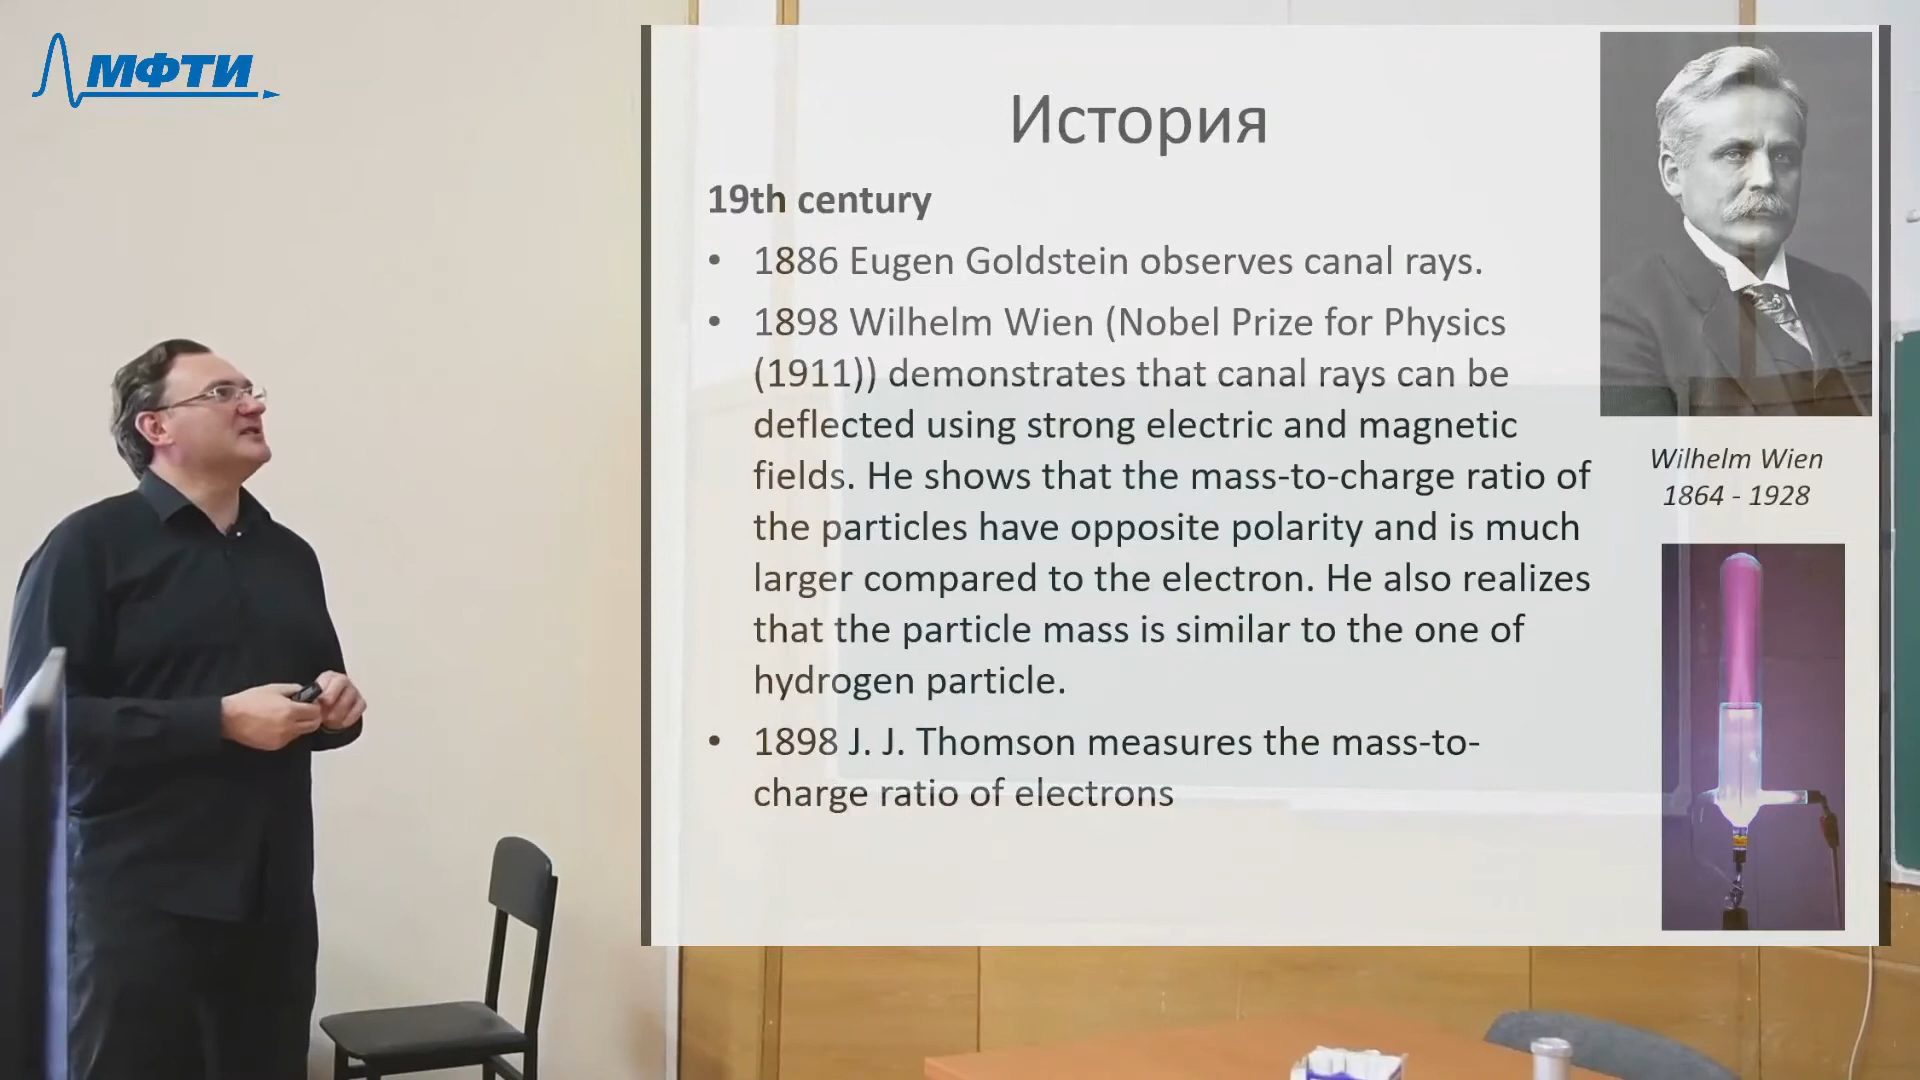 МФТИ
История
19th century
• 1886 Eugen Goldstein observes canal rays.
• 1898 Wilhelm Wien (Nobel Prize for Physics
(1911)) demonstrates that canal rays can be
deflected using strong electric and magnetic
fields. He shows that the mass-to-charge ratio of
the particles have opposite polarity and is much
larger compared to the electron. He also realizes
that the particle mass is similar to the one of
hydrogen particle.
• 1898 J. J. Thomson measures the mass-to-
charge ratio of electrons
Wilhelm Wien
1864 - 1928